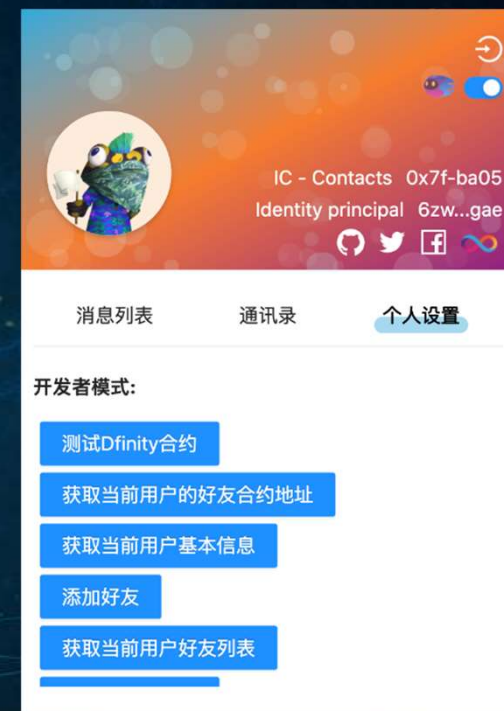 IC - Contacts 0x7f-ba05
Identity principal 6zw...gae
消息列表 通讯录 个人设置
开发者模式:
测试Dfinity合约
获取当前用户的好友合约地址
获取当前用户基本信息
添加好友
获取当前用户好友列表